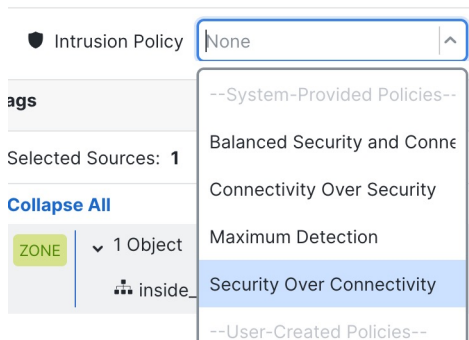 Intrusion Policy None
--System-Provided Policies--
ags
Balanced Security and Conne
Selected Sources: 1
Connectivity Over Security
Collapse All
Maximum Detection
ZONE 1 Object
Security Over Connectivity
inside_
--User-Created Policies--